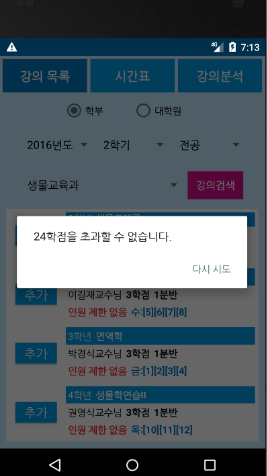 4G 7:13
강의 목록 시간표 강의분석
학부 대학원
2016년도 2학기 전공
생물교육과 강의검색
24학점을 초과할 수 없습니다.
다시 시도
추가 이길재교수님 3학점 1분반
인원 제한 없음 수:[5][6][7][8]
3학년 면역학
추가 박경식교수님 3학점 1분반
인원 제한 없음 금:[1][2][3][4]
4학년 생물학연습II
추가 권영식교수님 3학점 1분반
인원 제한 없음 목:[10][11][12]